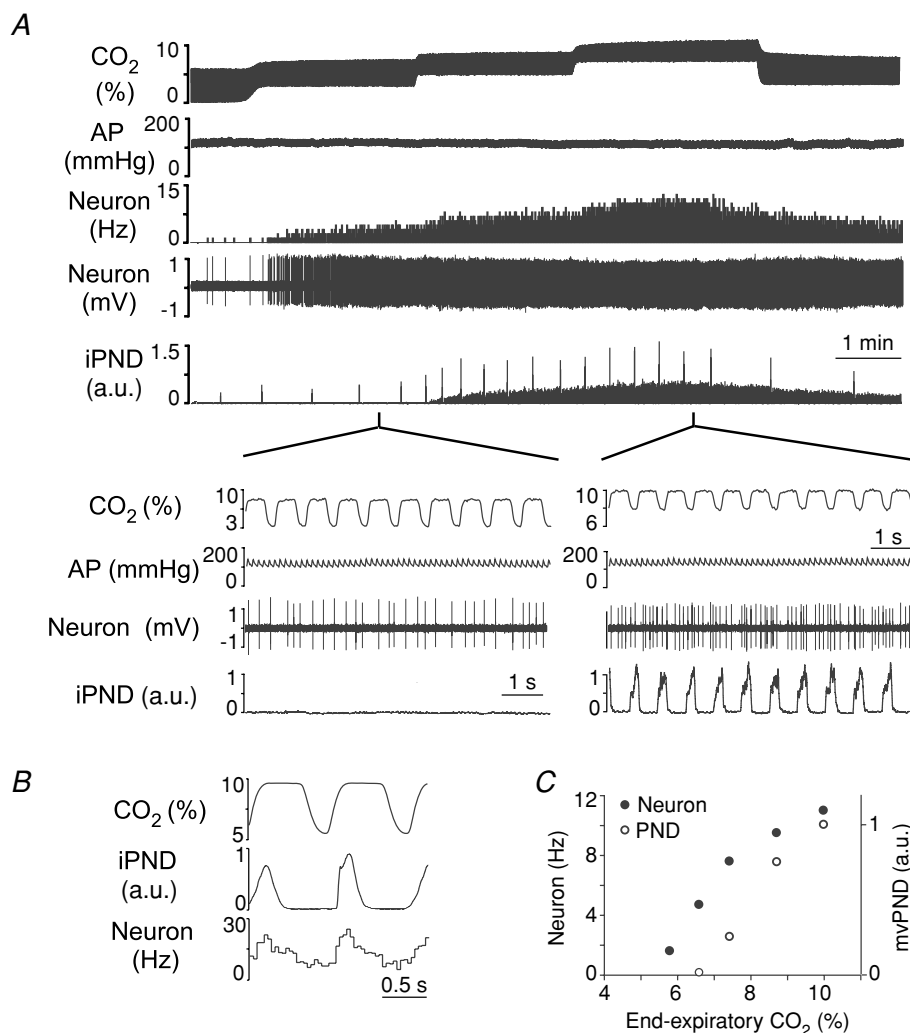 A
CO2
(%)
10
5
0
AP
(mmHg)
200
0
Neuron
(Hz)
15
0
Neuron
(mV)
1
-1
iPND
(a.u.)
1.5
0
1 min
CO2 (%)
10
3
10
6
1 s
AP (mmHg)
200
0
200
0
Neuron (mV)
1
-1
1
-1
iPND (a.u.)
1
0
1 s
1
0
B
CO2 (%)
10
5
iPND
(a.u.)
1
0
Neuron
(Hz)
30
0
0.5 s
C
Neuron
PND
Neuron (Hz)
12
8
4
0
mvPND (a.u.)
1
0
4 6 8 10
End-expiratory CO2 (%)